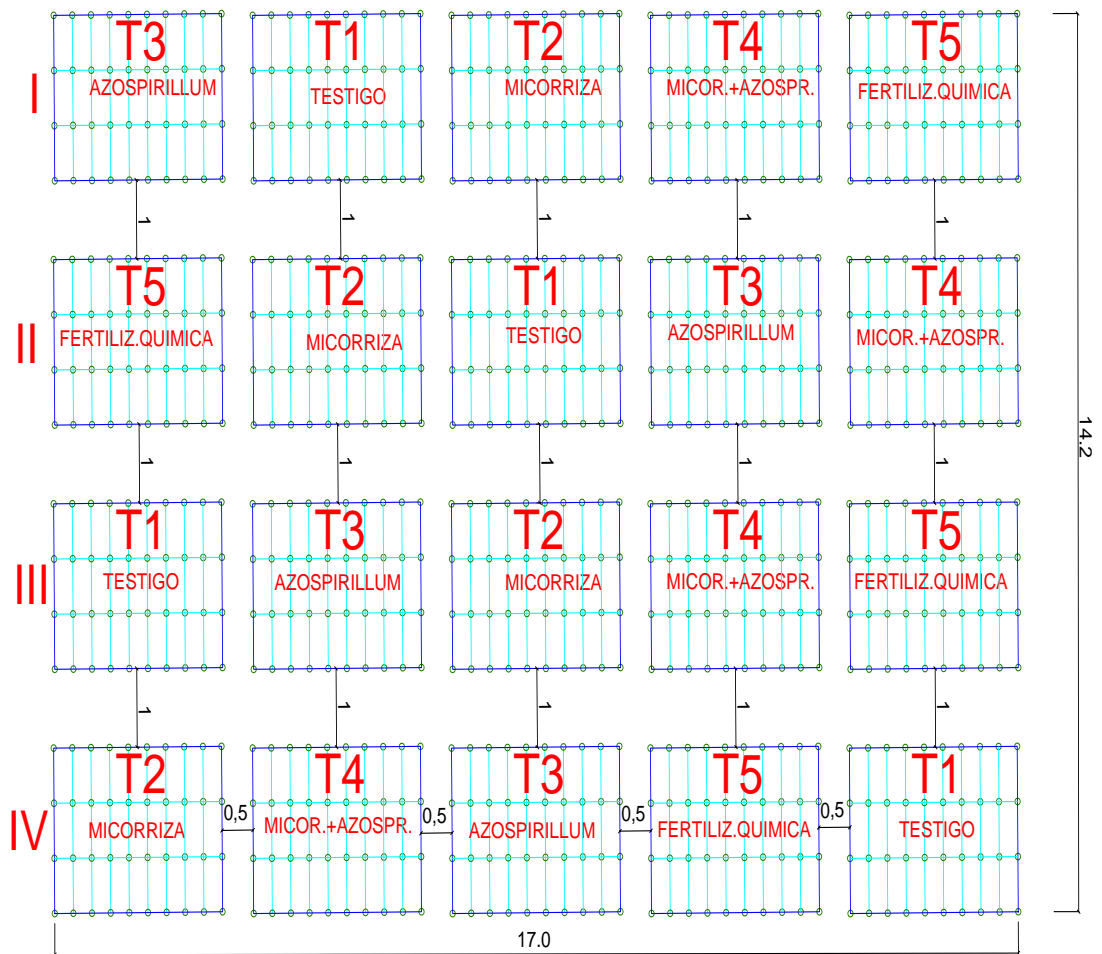 T3 T1 T2 T4 T5
I AZOSPIRILLUM TESTIGO MICORRIZA MICOR.+AZOSPR. FERTILIZ.QUIMICA
1 1 1 1 1
T5 T2 T1 T3 T4
II FERTILIZ.QUIMICA MICORRIZA TESTIGO AZOSPIRILLUM MICOR.+AZOSPR.
14.2
1 1 1 1 1
T1 T3 T2 T4 T5
III TESTIGO AZOSPIRILLUM MICORRIZA MICOR.+AZOSPR. FERTILIZ.QUIMICA
1 1 1 1 1
T2 T4 T3 T5 T1
0,5 0,5 0,5 0,5
IV MICORRIZA MICOR.+AZOSPR. AZOSPIRILLUM FERTILIZ.QUIMICA TESTIGO
17.0